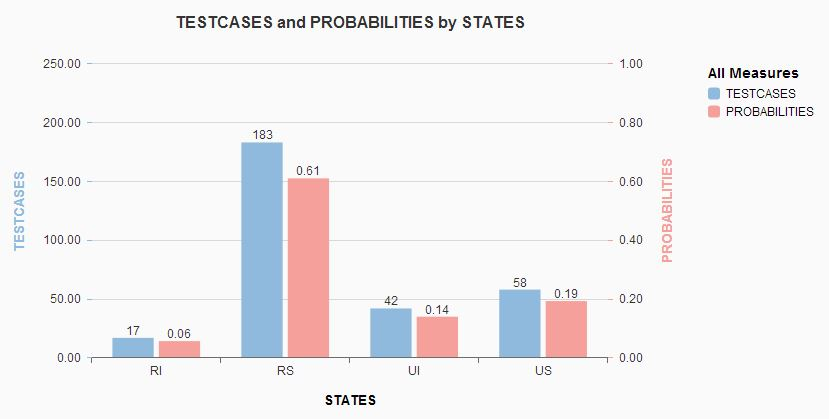 TESTCASES and PROBABILITIES by STATES
All Measures
TESTCASES
PROBABILITIES
250.00
200.00
150.00
100.00
50.00
0.00
TESTCASES
1.00
0.80
0.60
0.40
0.20
0.00
PROBABILITIES
17
0.06
183
0.61
42
0.14
58
0.19
RI
RS
UI
US
STATES